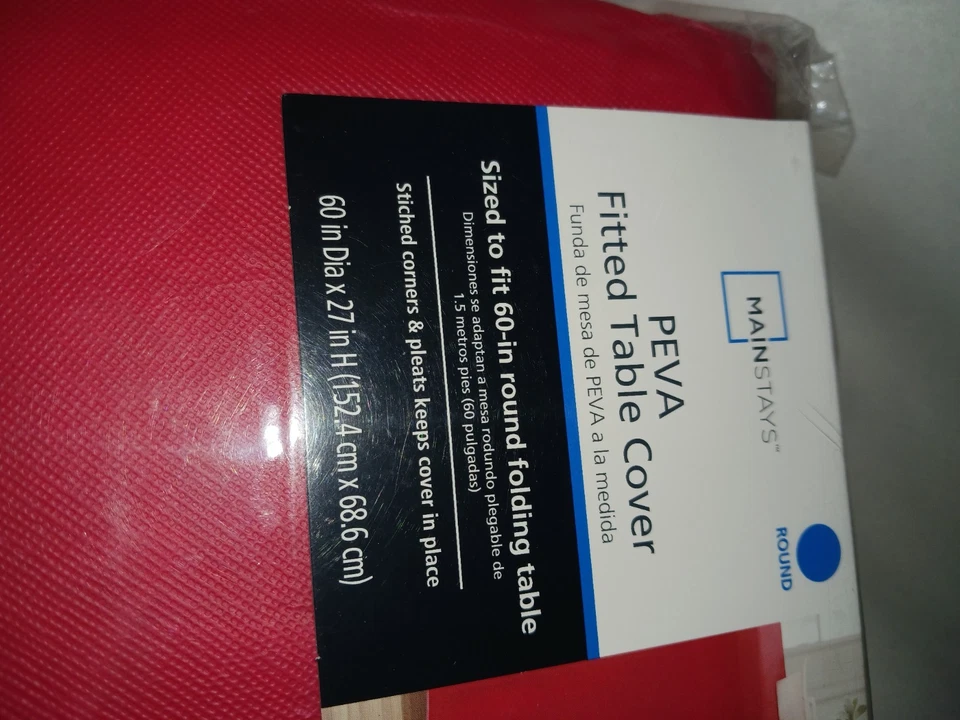 MAINSTAYS™
ROUND
PEVA
Fitted Table Cover
Funda de mesa de PEVA a la medida
Sized to fit 60-in round folding table
Dimensiones se adaptan a mesa rodundo plegable de
1.5 metros pies (60 pulgadas)
Stiched corners & pleats keeps cover in place
60 in Dia x 27 in H (152.4 cm x 68.6 cm)